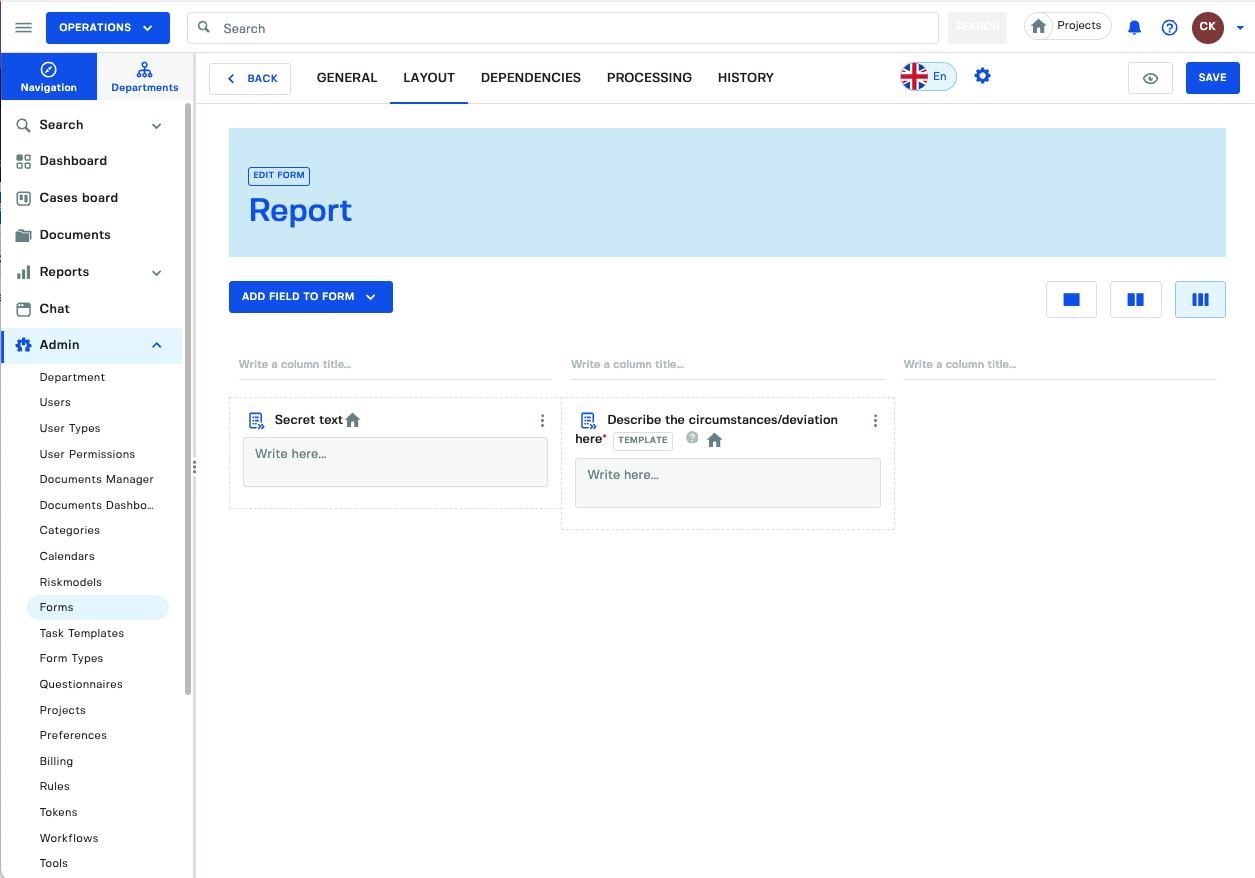 OPERATIONS
Search
SEARCH
Projects
CK
Navigation
Departments
BACK
GENERAL
LAYOUT
DEPENDENCIES
PROCESSING
HISTORY
En
SAVE
Search
Dashboard
Cases board
Documents
Reports
Chat
Admin
Department
Users
User Types
User Permissions
Documents Manager
Documents Dashbo...
Categories
Calendars
Riskmodels
Forms
Task Templates
Form Types
Questionnaires
Projects
Preferences
Billing
Rules
Tokens
Workflows
Tools
EDIT FORM
Report
ADD FIELD TO FORM
Write a column title...
Write a column title...
Write a column title...
Secret text
Write here...
Describe the circumstances/deviation
here* TEMPLATE ?
Write here...